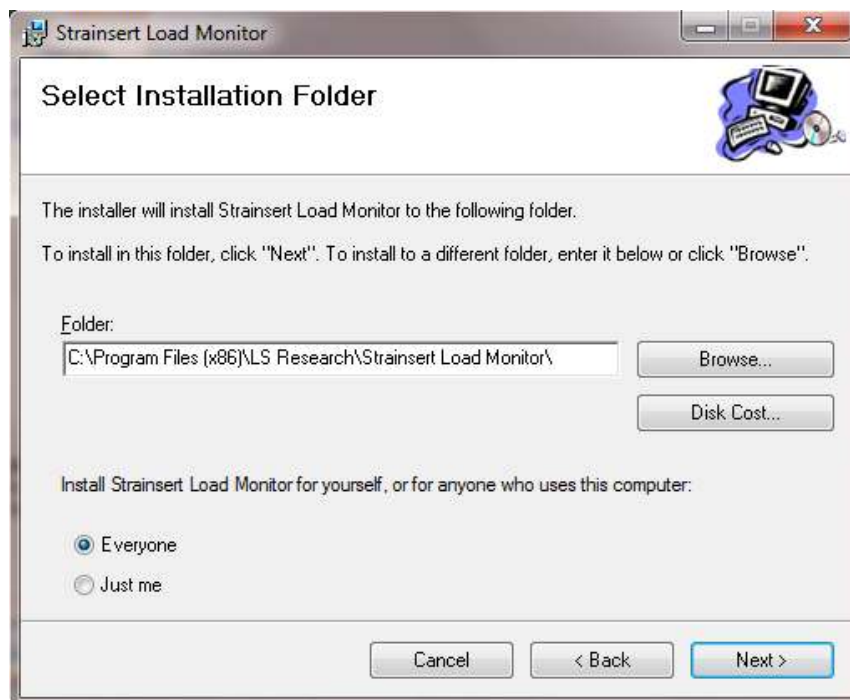 Strainsert Load Monitor
Select Installation Folder
The installer will install Strainsert Load Monitor to the following folder.
To install in this folder, click "Next". To install to a different folder, enter it below or click "Browse".
Folder:
C:\Program Files (x86)\LS Research\Strainsert Load Monitor\
Browse...
Disk Cost...
Install Strainsert Load Monitor for yourself, or for anyone who uses this computer:
Everyone
Just me
Cancel
< Back
Next >